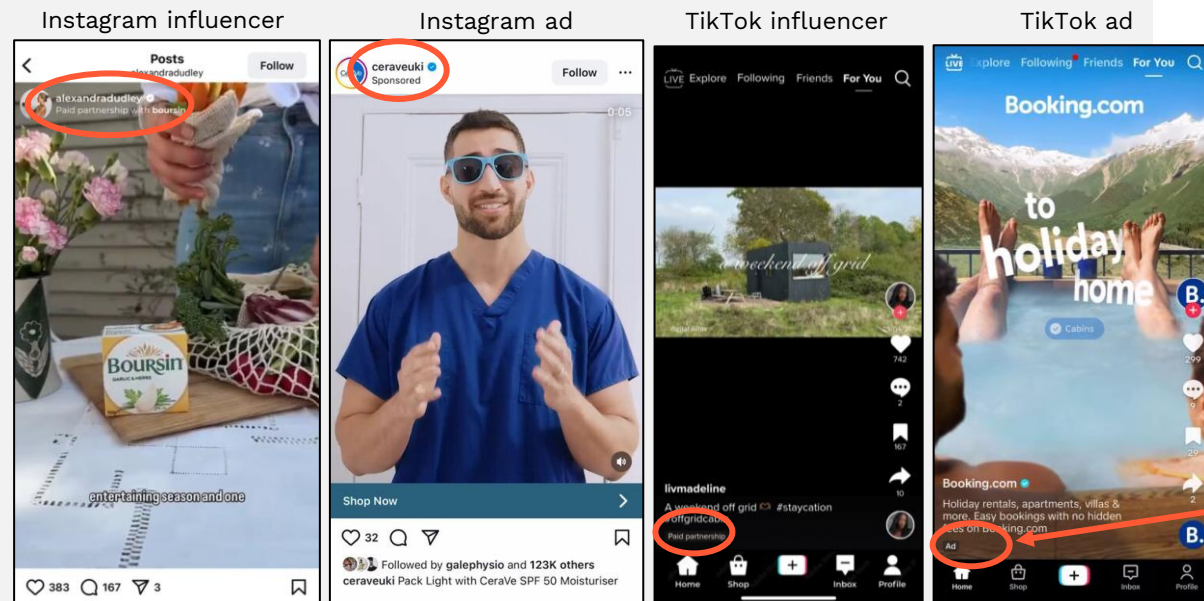 Instagram influencer
Instagram ad
TikTok influencer
TikTok ad
Posts
alexandradudley
Follow
alexandradudley
Paid partnership with boursin
BOURSIN
GARLIC & HERBS
entertaining season and one
383 167 3
ceraveuki
Sponsored
Follow
0:05
Shop Now
32
Followed by galephysio and 123K others
ceraveuki Pack Light with CeraVe SPF 50 Moisturiser
LIVE Explore Following Friends For You
a weekend off grid
742
2
167
10
livmadeline
A weekend off grid #staycation
#offgridcabin
Paid partnership
Home Shop Inbox Profile
LIVE Explore Following Friends For You
Booking.com
to
holiday
home
Cabins
B.
299
9
29
2
Booking.com
Holiday rentals, apartments, villas &
more. Easy bookings with no hidden
fees on Booking.com
Ad
B.
Home Shop Inbox Profile